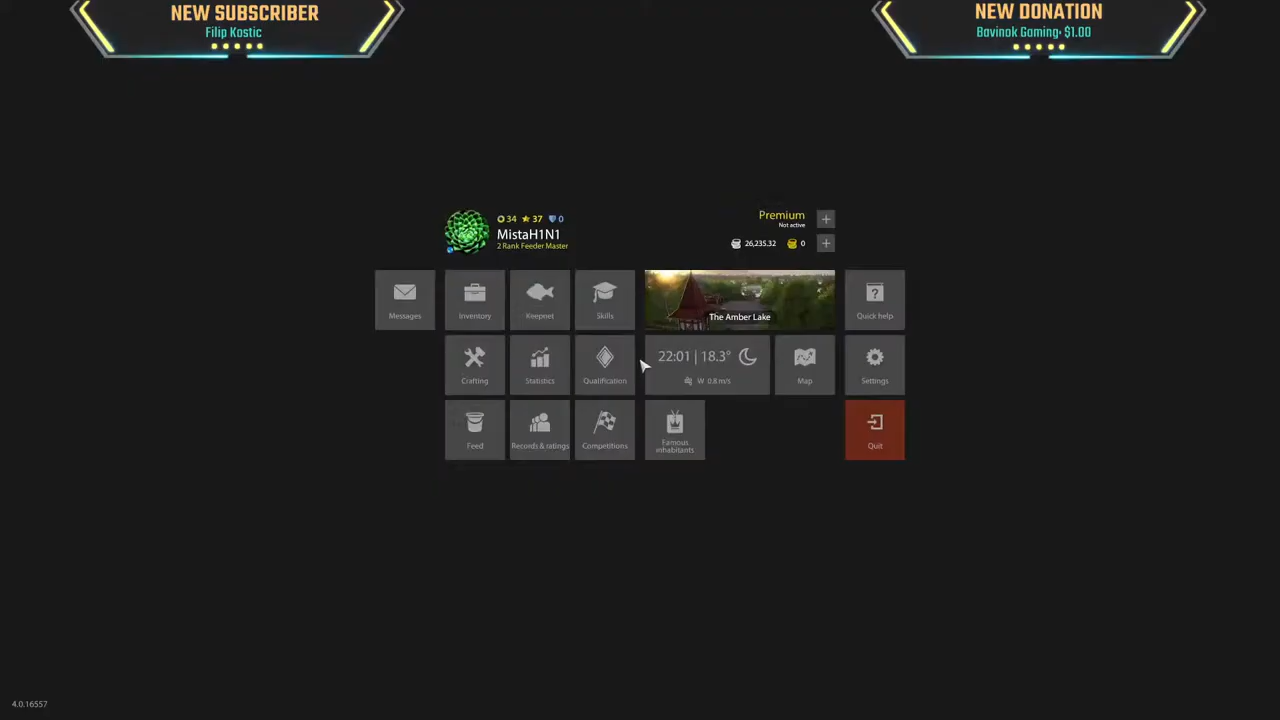 NEW SUBSCRIBER
Filip Kostic
NEW DONATION
Bavinok Gaming• $1.00
34 37 0
MistaH1N1
2 Rank Feeder Master
Premium
Not active
26,235.32 0
Messages
Inventory
Keepnet
Skills
The Amber Lake
Quick help
Crafting
Statistics
Qualification
22:01 | 18.3°
W 0.8 m/s
Map
Settings
Feed
Records & ratings
Competitions
Famous
inhabitants
Quit
4.0.16557